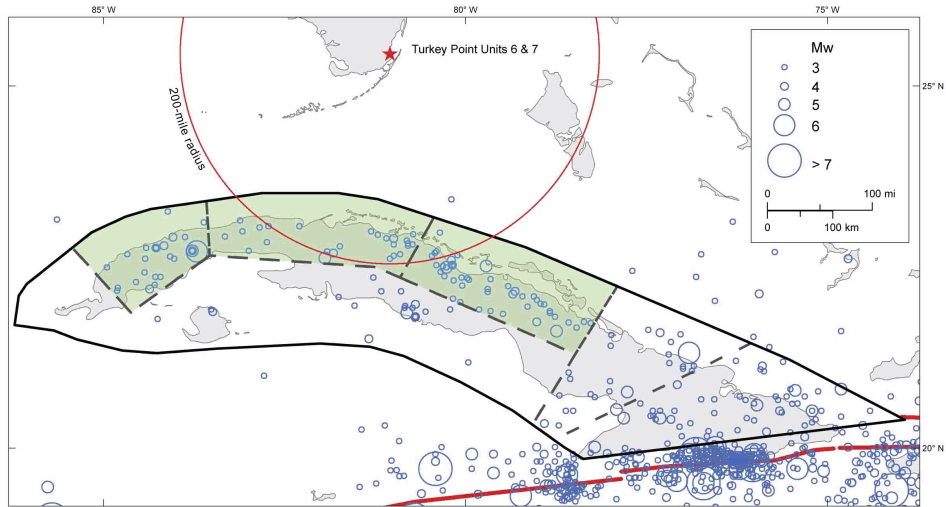 85° W
80° W
75° W
Turkey Point Units 6 & 7
200-mile radius
25° N
20° N
Mw
3
4
5
6
> 7
0 100 mi
0 100 km